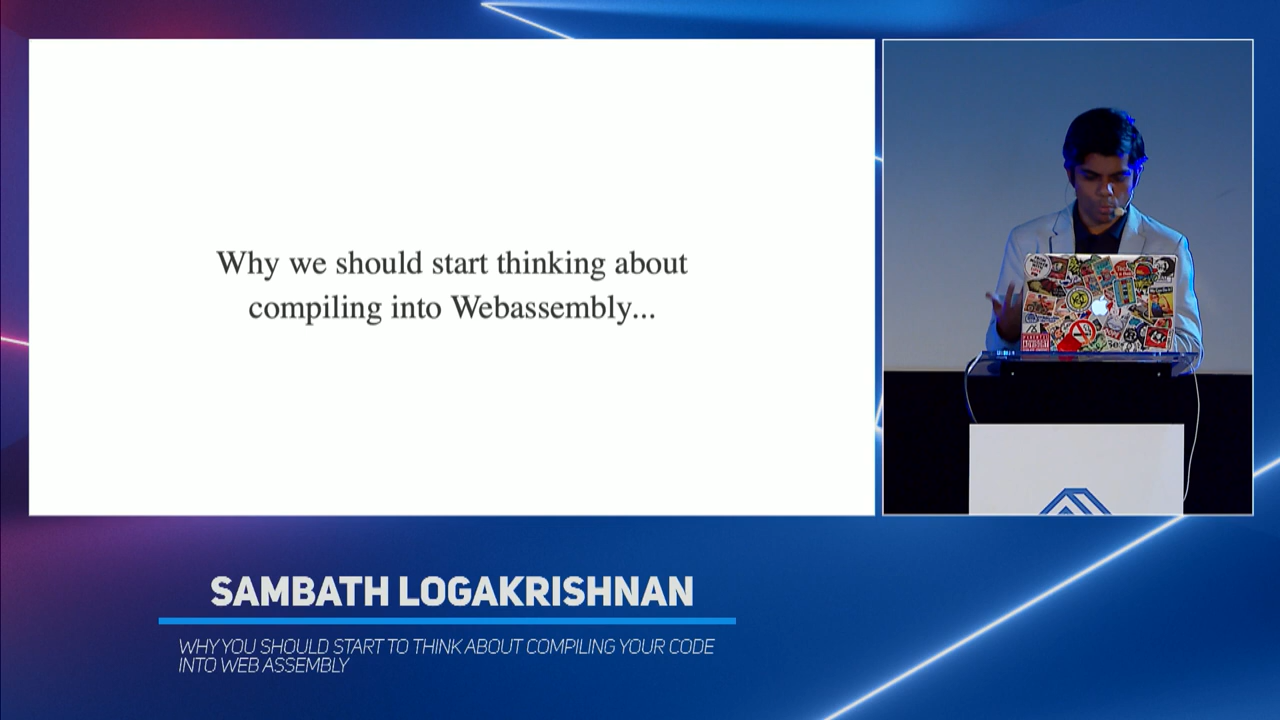 Why we should start thinking about
compiling into Webassembly...
SAMBATH LOGAKRISHNAN
WHY YOU SHOULD START TO THINK ABOUT COMPILING YOUR CODE
INTO WEB ASSEMBLY